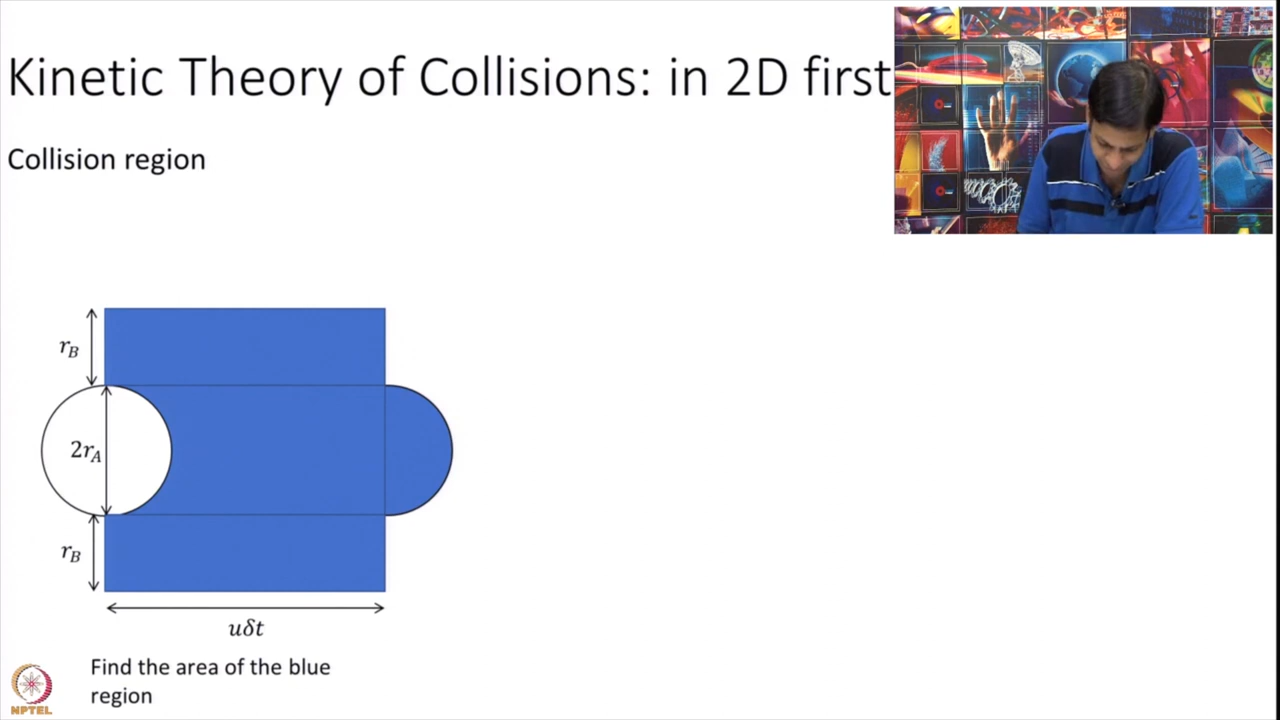 Kinetic Theory of Collisions: in 2D first
Collision region
r_B
2r_A
r_B
uδt
Find the area of the blue
region
NPTEL